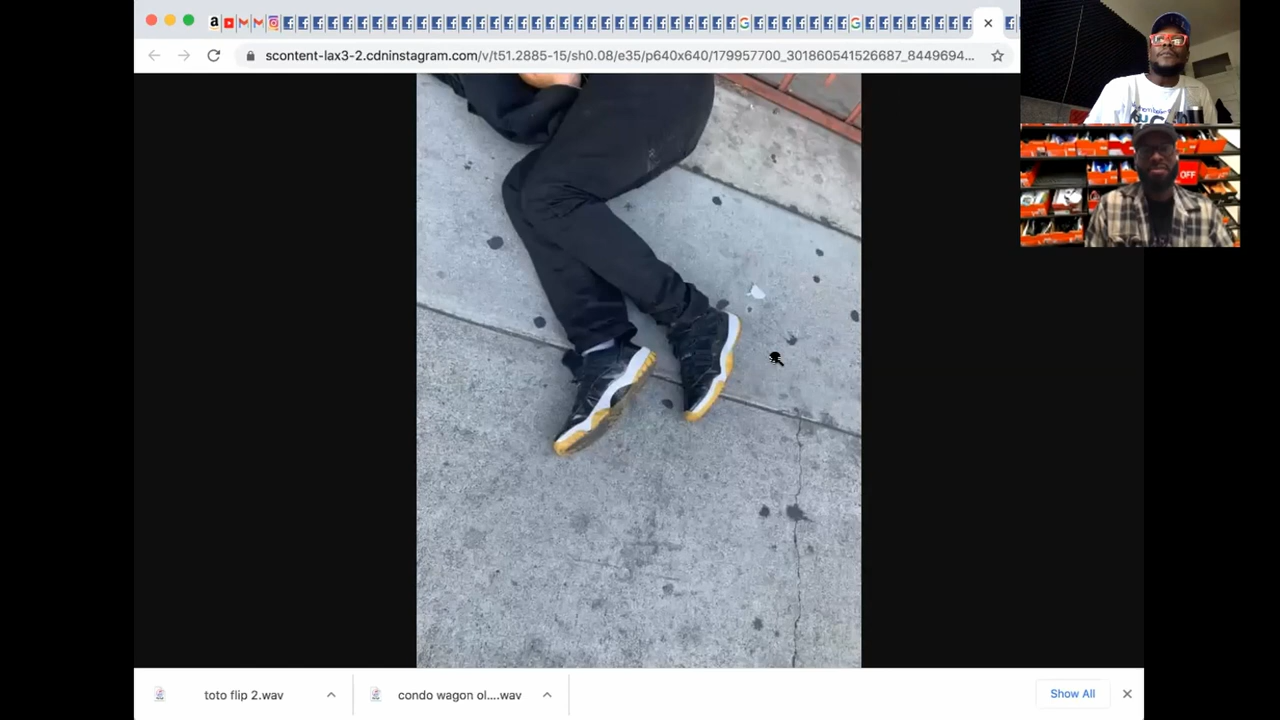 scontent-lax3-2.cdninstagram.com/v/t51.2885-15/sh0.08/e35/p640x640/179957700_301860541526687_8449694...
OFF
toto flip 2.wav
condo wagon ol....wav
Show All